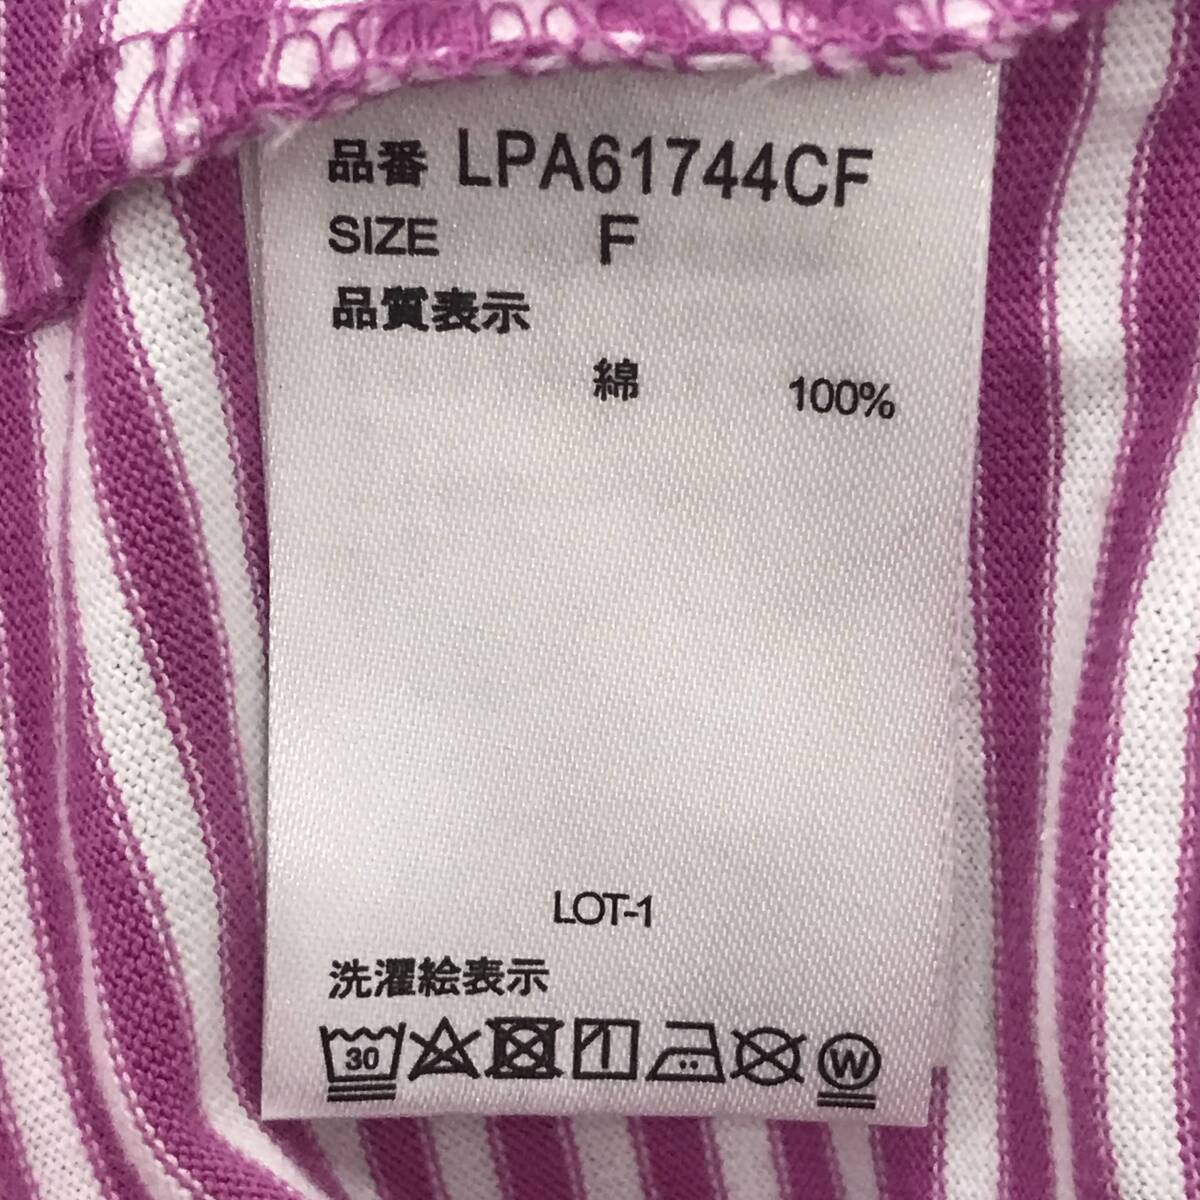 品番 LPA61744CF
SIZE F
品質表示
綿 100%
LOT-1
洗濯絵表示
30 W